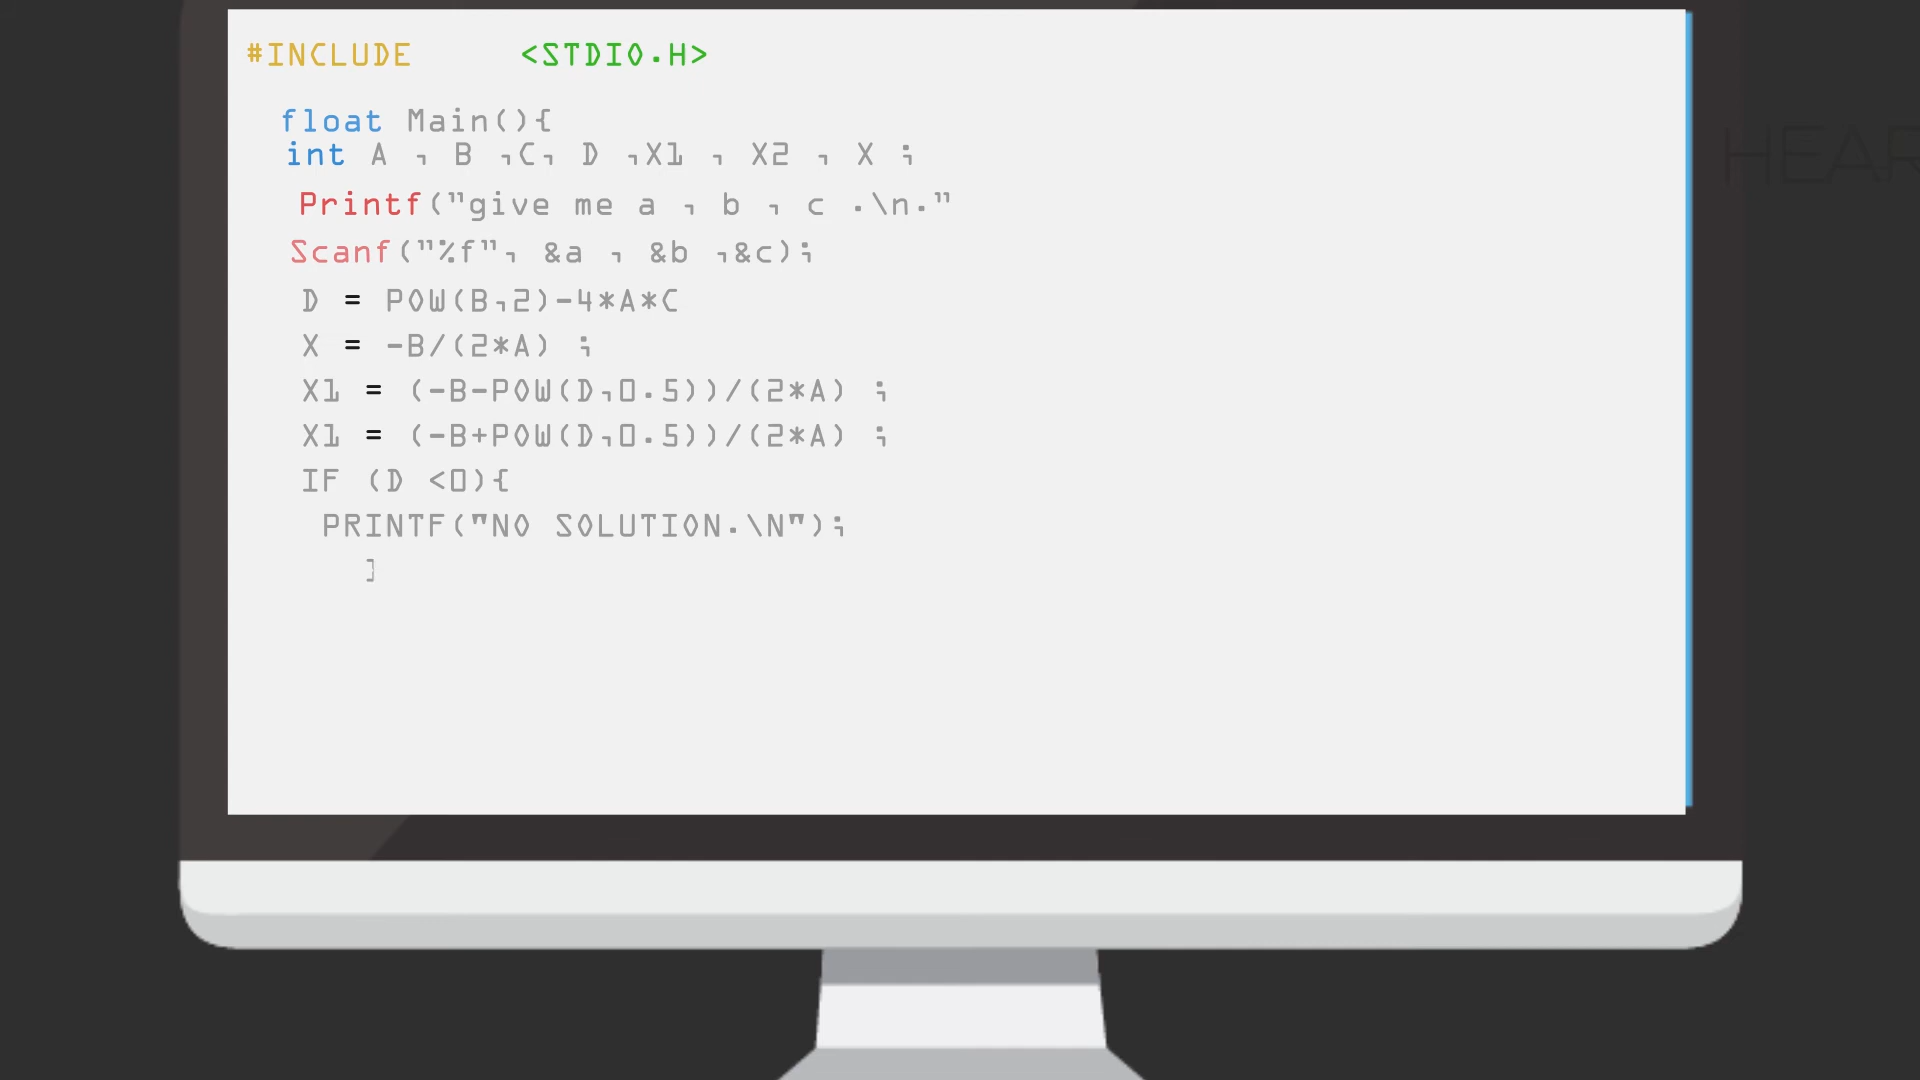 #INCLUDE <STDIO.H>
float Main(){
int A , B ,C, D ,X1 , X2 , X ;
Printf("give me a , b , c .\n."
Scanf("%f", &a , &b ,&c);
D = POW(B,2)-4*A*C
X = -B/(2*A) ;
X1 = (-B-POW(D,0.5))/(2*A) ;
X1 = (-B+POW(D,0.5))/(2*A) ;
IF (D <0){
PRINTF("NO SOLUTION.\N");
]
HEAR